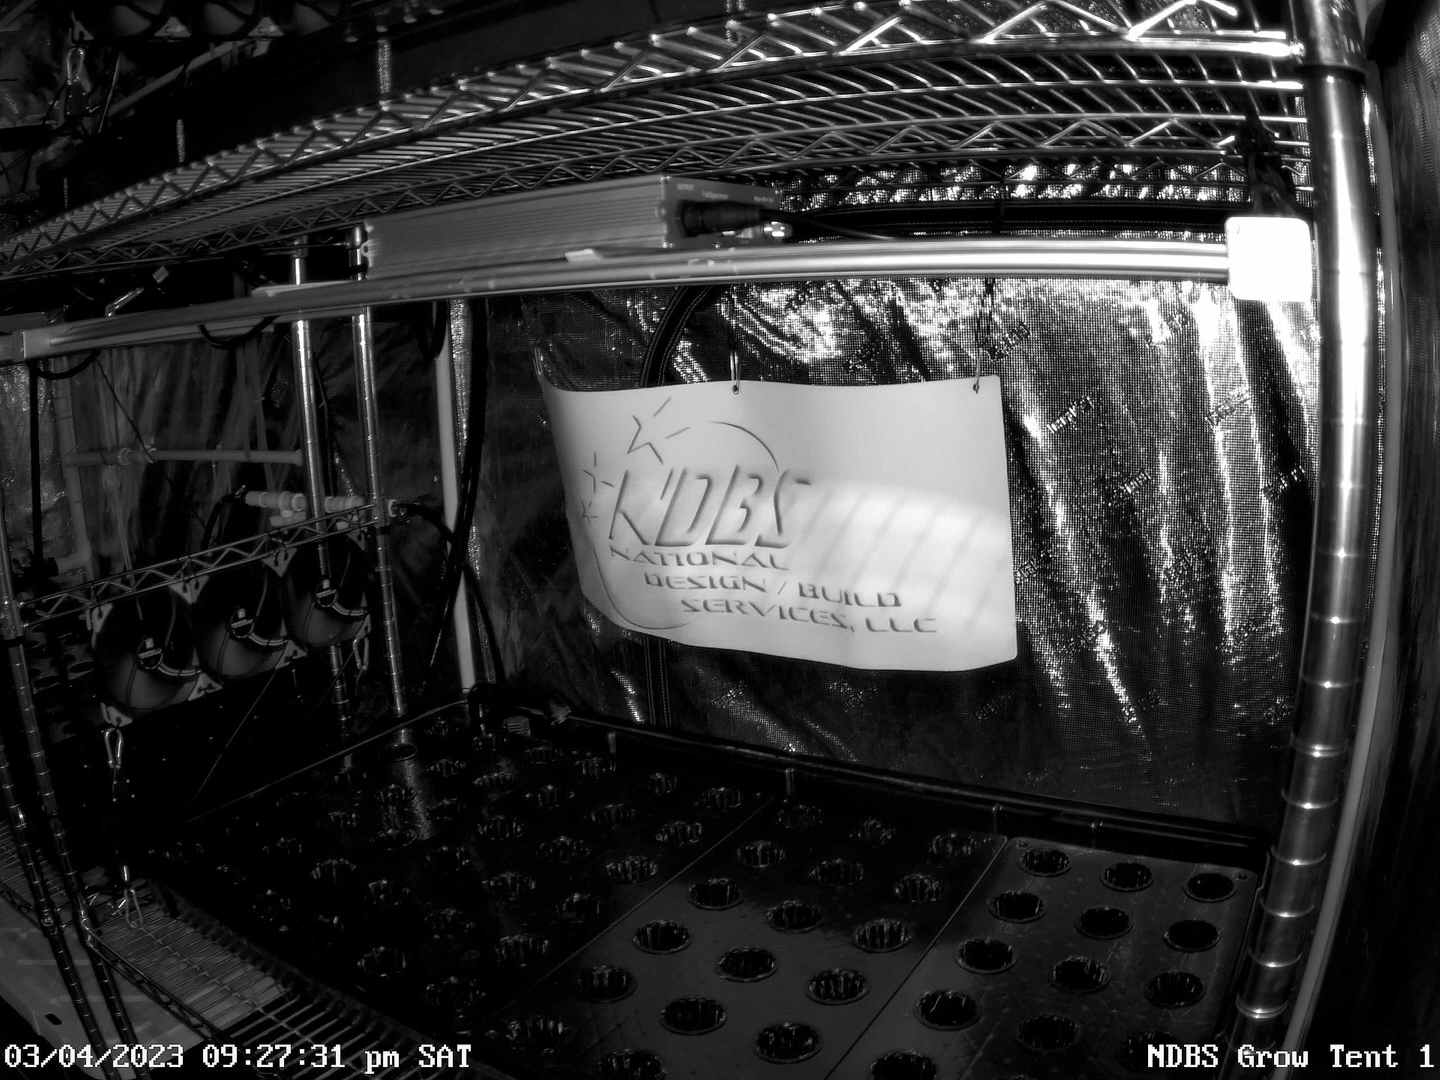 NDBS
NATIONAL
DESIGN / BUILD
SERVICES, LLC
03/04/2023 09:27:31 pm SAT
NDBS Grow Tent 1